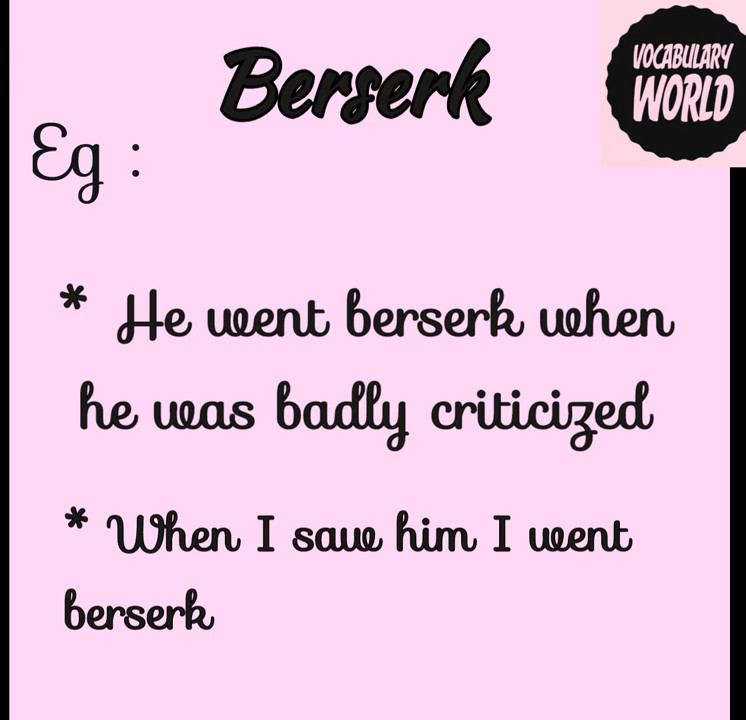 Berserk
VOCABULARY
WORLD
Eg :
* He went berserk when
he was badly criticized
* When I saw him I went
berserk